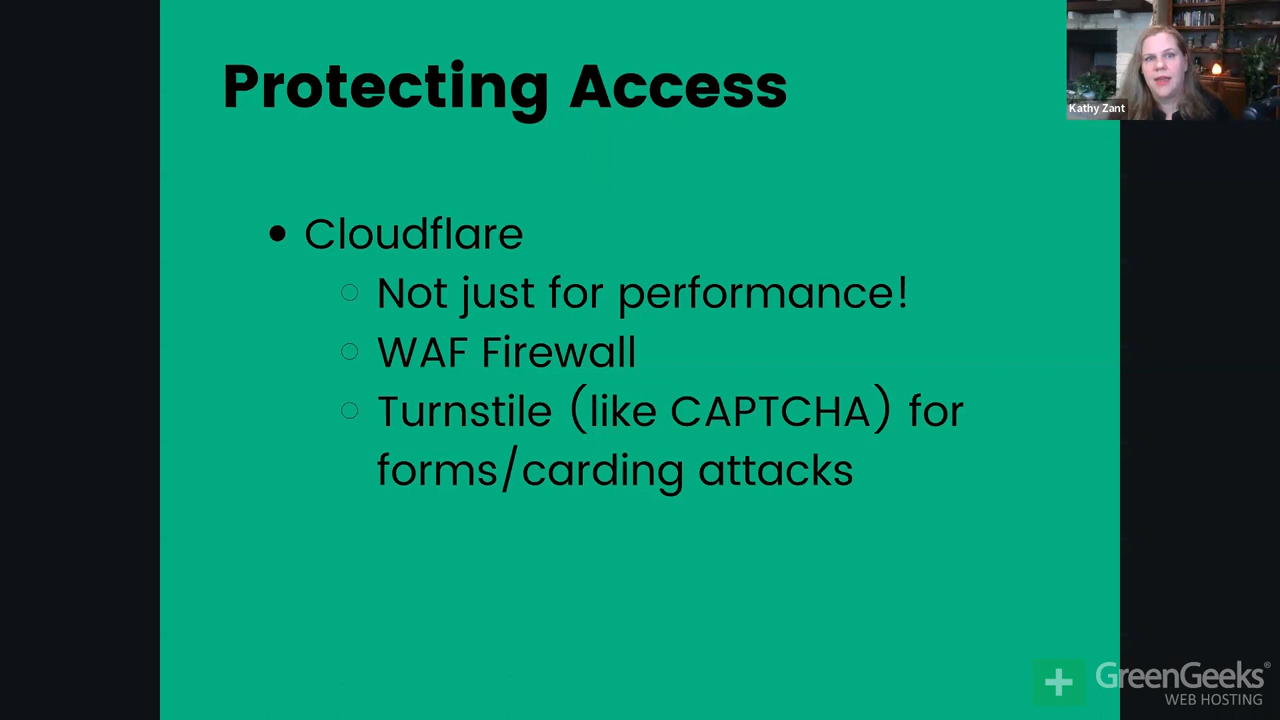 Protecting Access
Kathy Zant
• Cloudflare
○ Not just for performance!
○ WAF Firewall
○ Turnstile (like CAPTCHA) for
forms/carding attacks
GreenGeeks®
WEB HOSTING